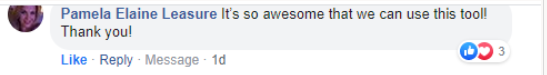 Pamela Elaine Leasure It's so awesome that we can use this tool!
Thank you!
3
Like · Reply · Message · 1d